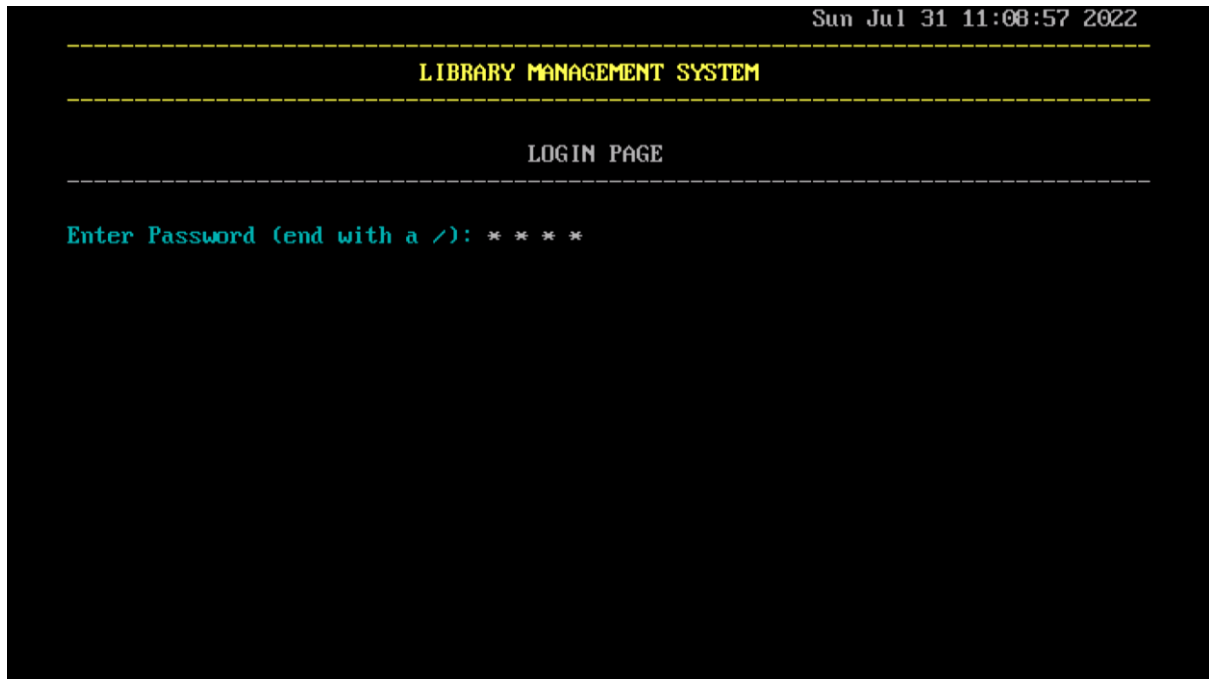 Sun Jul 31 11:08:57 2022
LIBRARY MANAGEMENT SYSTEM
LOGIN PAGE
Enter Password (end with a /): * * * *